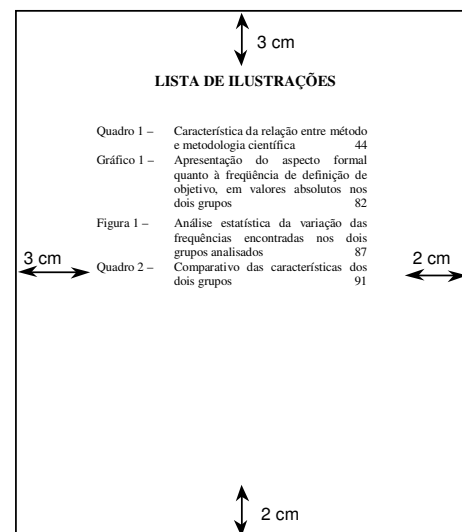 3 cm
LISTA DE ILUSTRAÇÕES
Quadro 1 – Característica da relação entre método
e metodologia científica 44
Gráfico 1 – Apresentação do aspecto formal
quanto à freqüência de definição de
objetivo, em valores absolutos nos
dois grupos 82
Figura 1 – Análise estatística da variação das
frequências encontradas nos dois
grupos analisados 87
3 cm
2 cm
Quadro 2 – Comparativo das características dos
dois grupos 91
2 cm